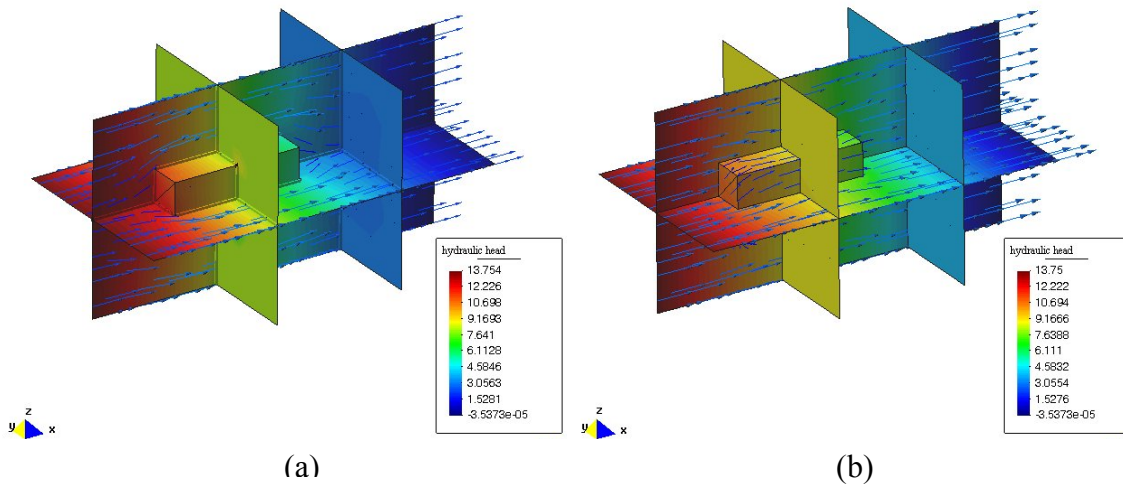 hydraulic head
13.754
12.222
10.698
9.1693
7.641
6.1128
4.5846
3.0563
1.5281
-3.5373e-05
z
y x
(a)
hydraulic head
13.75
12.222
10.694
9.1666
7.6388
6.111
4.5832
3.0554
1.5276
-3.5373e-05
z
y x
(b)